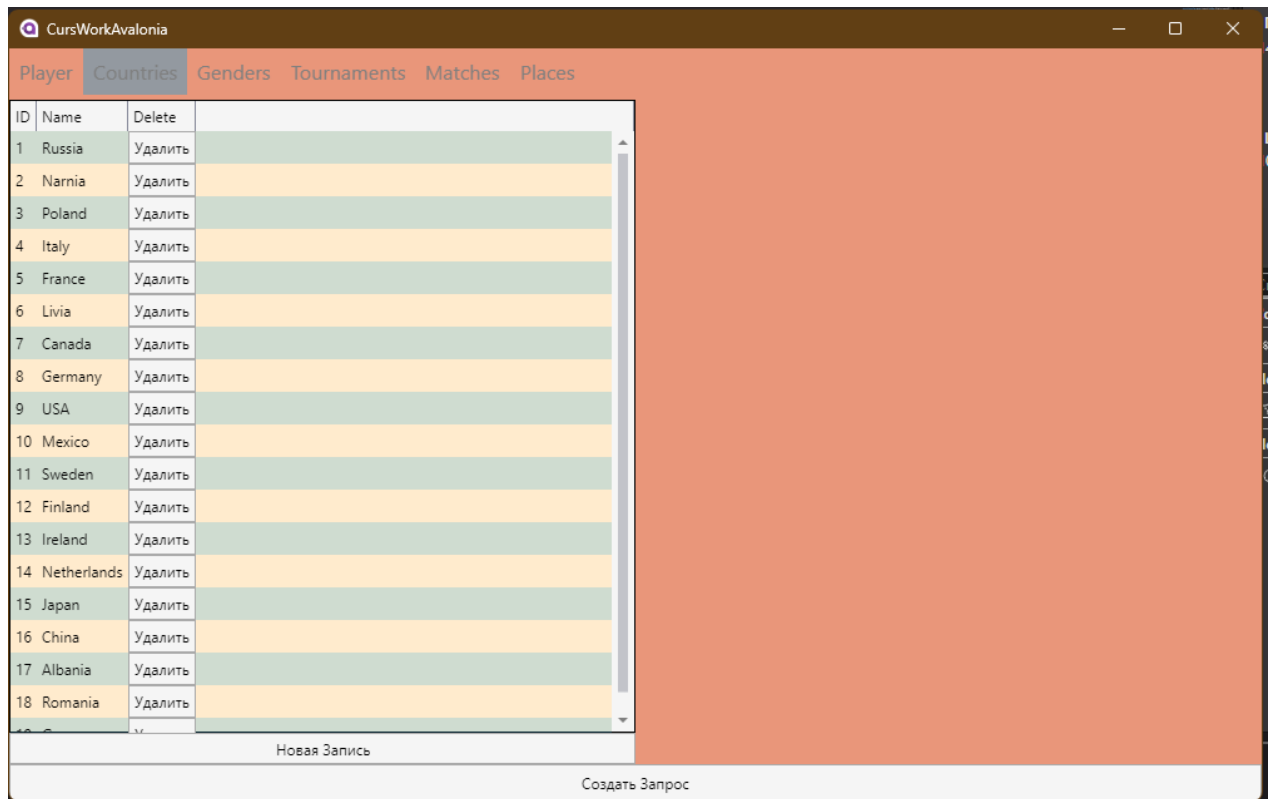 CursWorkAvalonia
Player Countries Genders Tournaments Matches Places
ID Name Delete
1 Russia Удалить
2 Narnia Удалить
3 Poland Удалить
4 Italy Удалить
5 France Удалить
6 Livia Удалить
7 Canada Удалить
8 Germany Удалить
9 USA Удалить
10 Mexico Удалить
11 Sweden Удалить
12 Finland Удалить
13 Ireland Удалить
14 Netherlands Удалить
15 Japan Удалить
16 China Удалить
17 Albania Удалить
18 Romania Удалить
Новая Запись
Создать Запрос